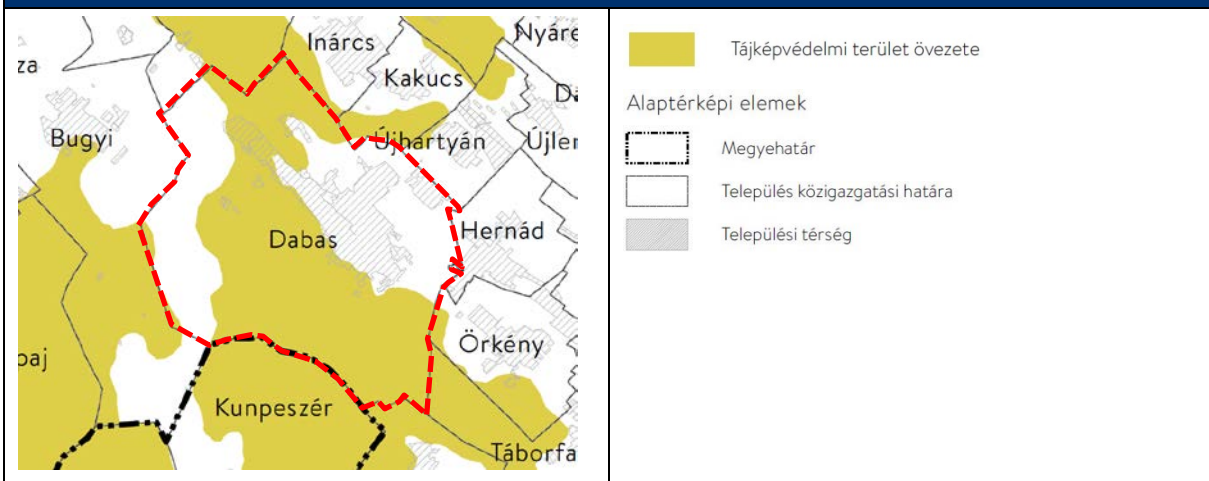 Inárcs
Nyáre
za
Kakucs
Bugyi
Újhartyán
Újler
Dabas
Hernád
Örkény
paj
Kunpeszér
Táborfa
Tájképvédelmi terület övezete
Alaptérképi elemek
Megyehatár
Település közigazgatási határa
Települési térség